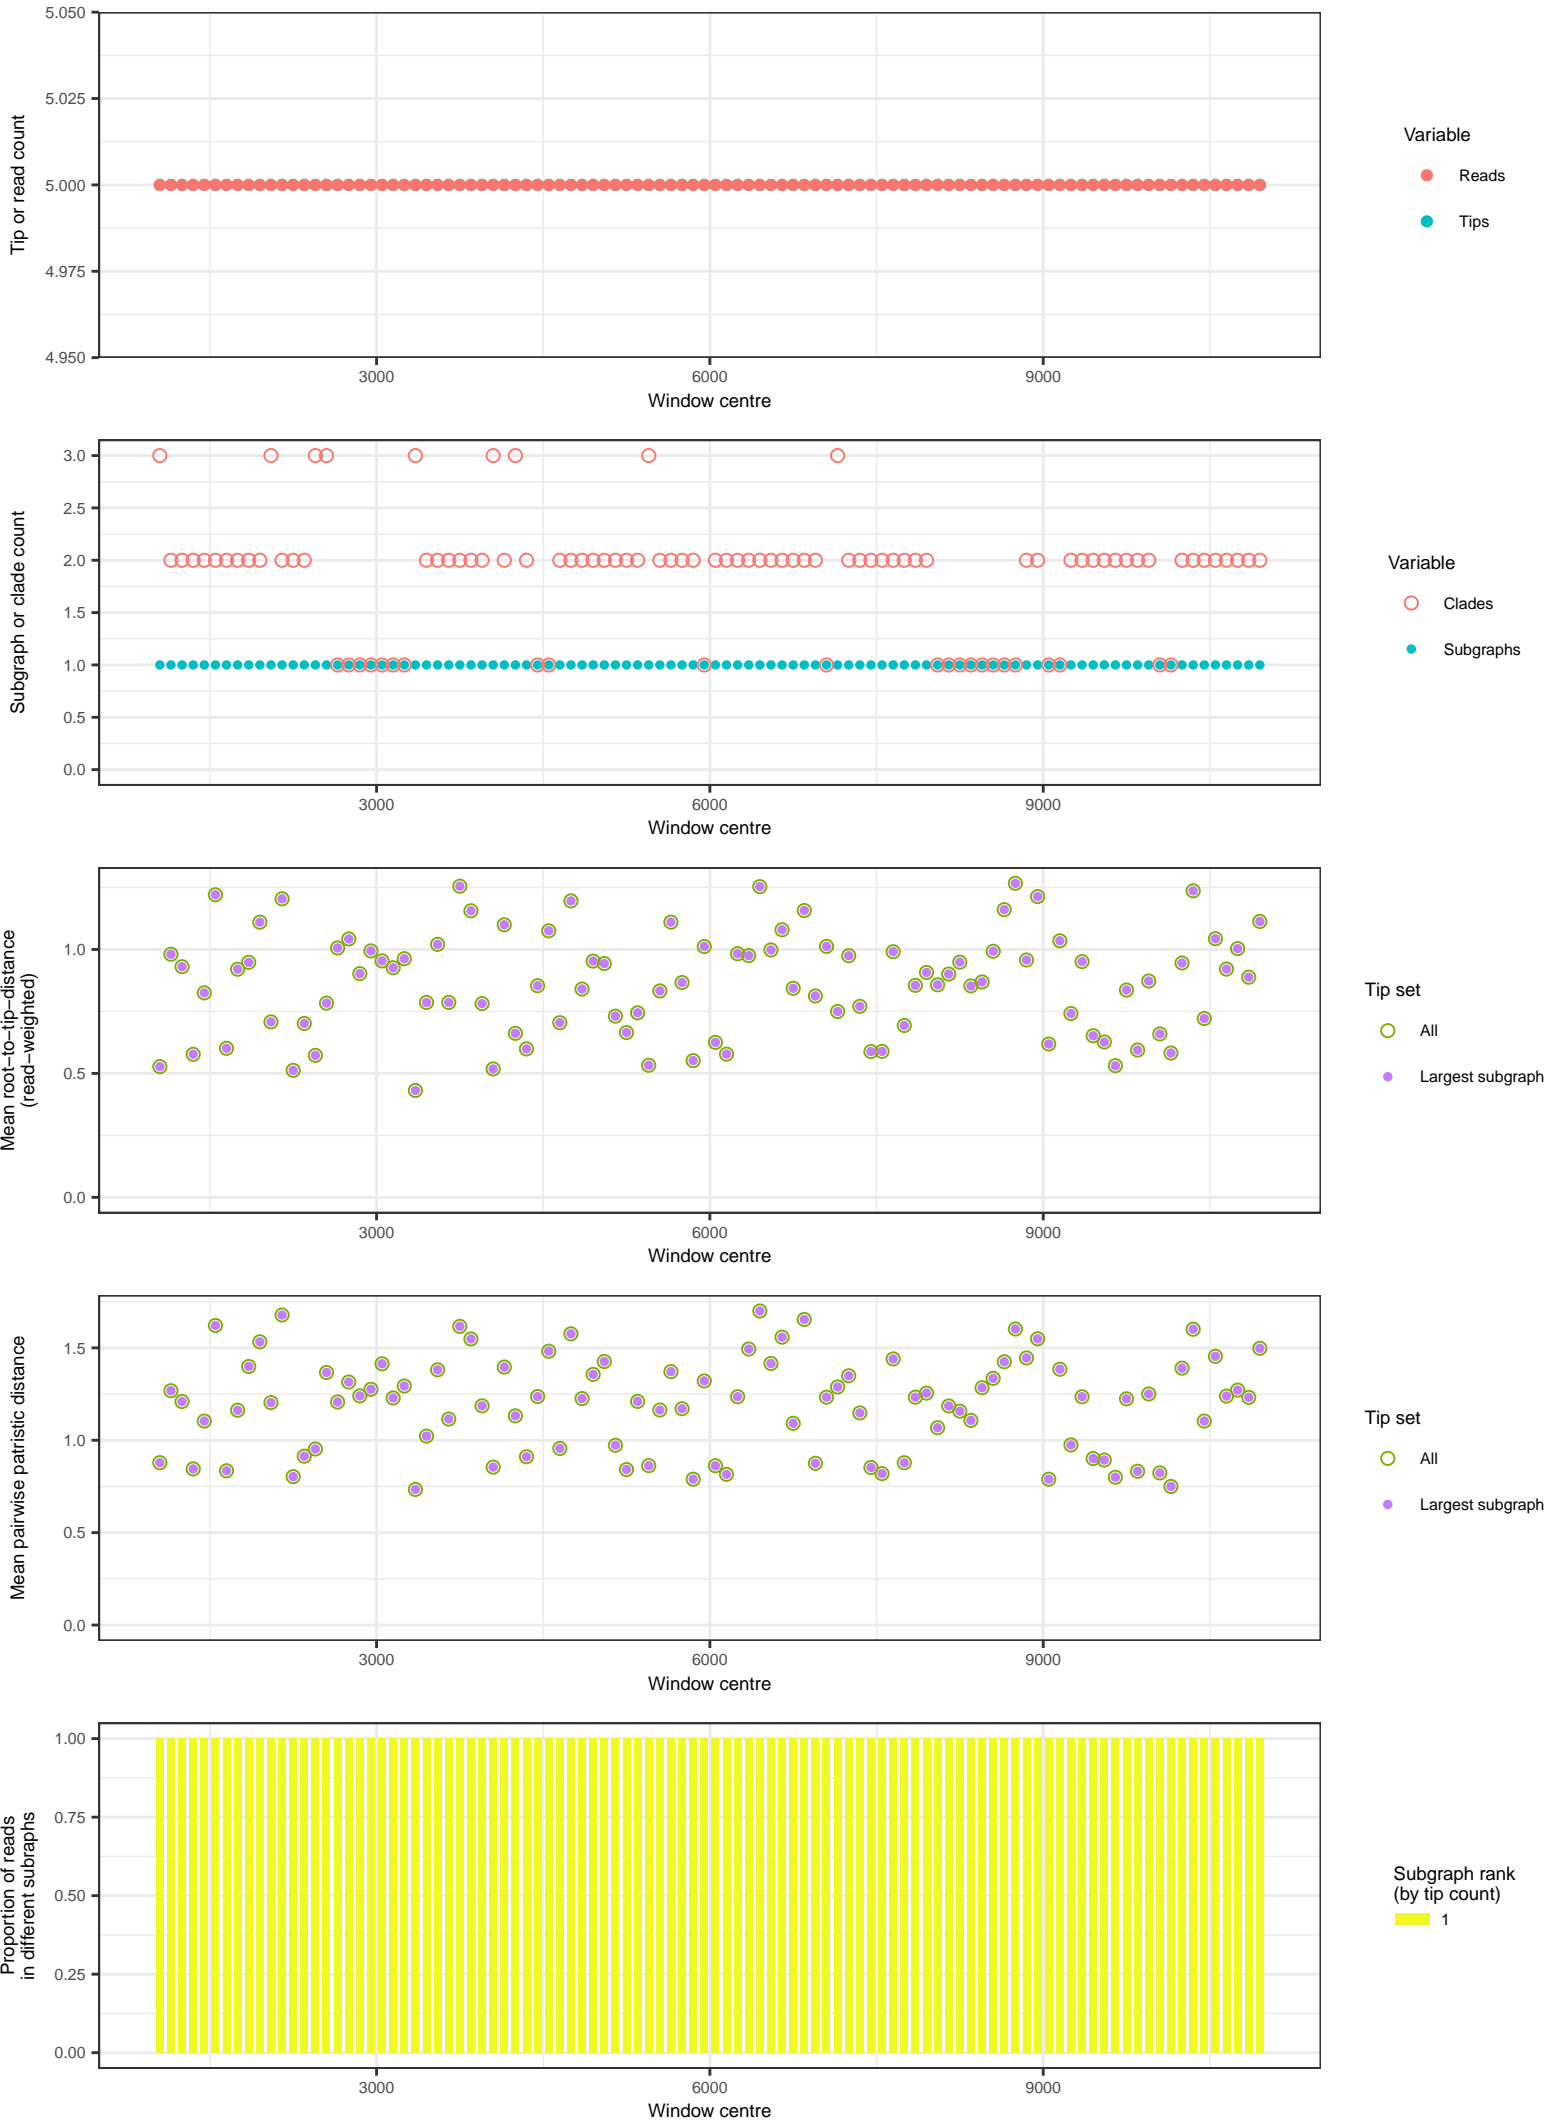 5.050
5.025
5.000
4.975
4.950
Tip or read count
3000
6000
9000
Window centre
Variable
Reads
Tips
3.0
2.5
2.0
1.5
1.0
0.5
0.0
Subgraph or clade count
3000
6000
9000
Window centre
Variable
Clades
Subgraphs
1.0
0.5
0.0
Mean root−to−tip−distance
(read−weighted)
3000
6000
9000
Window centre
Tip set
All
Largest subgraph
1.5
1.0
0.5
0.0
Mean pairwise patristic distance
3000
6000
9000
Window centre
Tip set
All
Largest subgraph
1.00
0.75
0.50
0.25
0.00
Proportion of reads
in different subraphs
3000
6000
9000
Window centre
Subgraph rank
(by tip count)
1